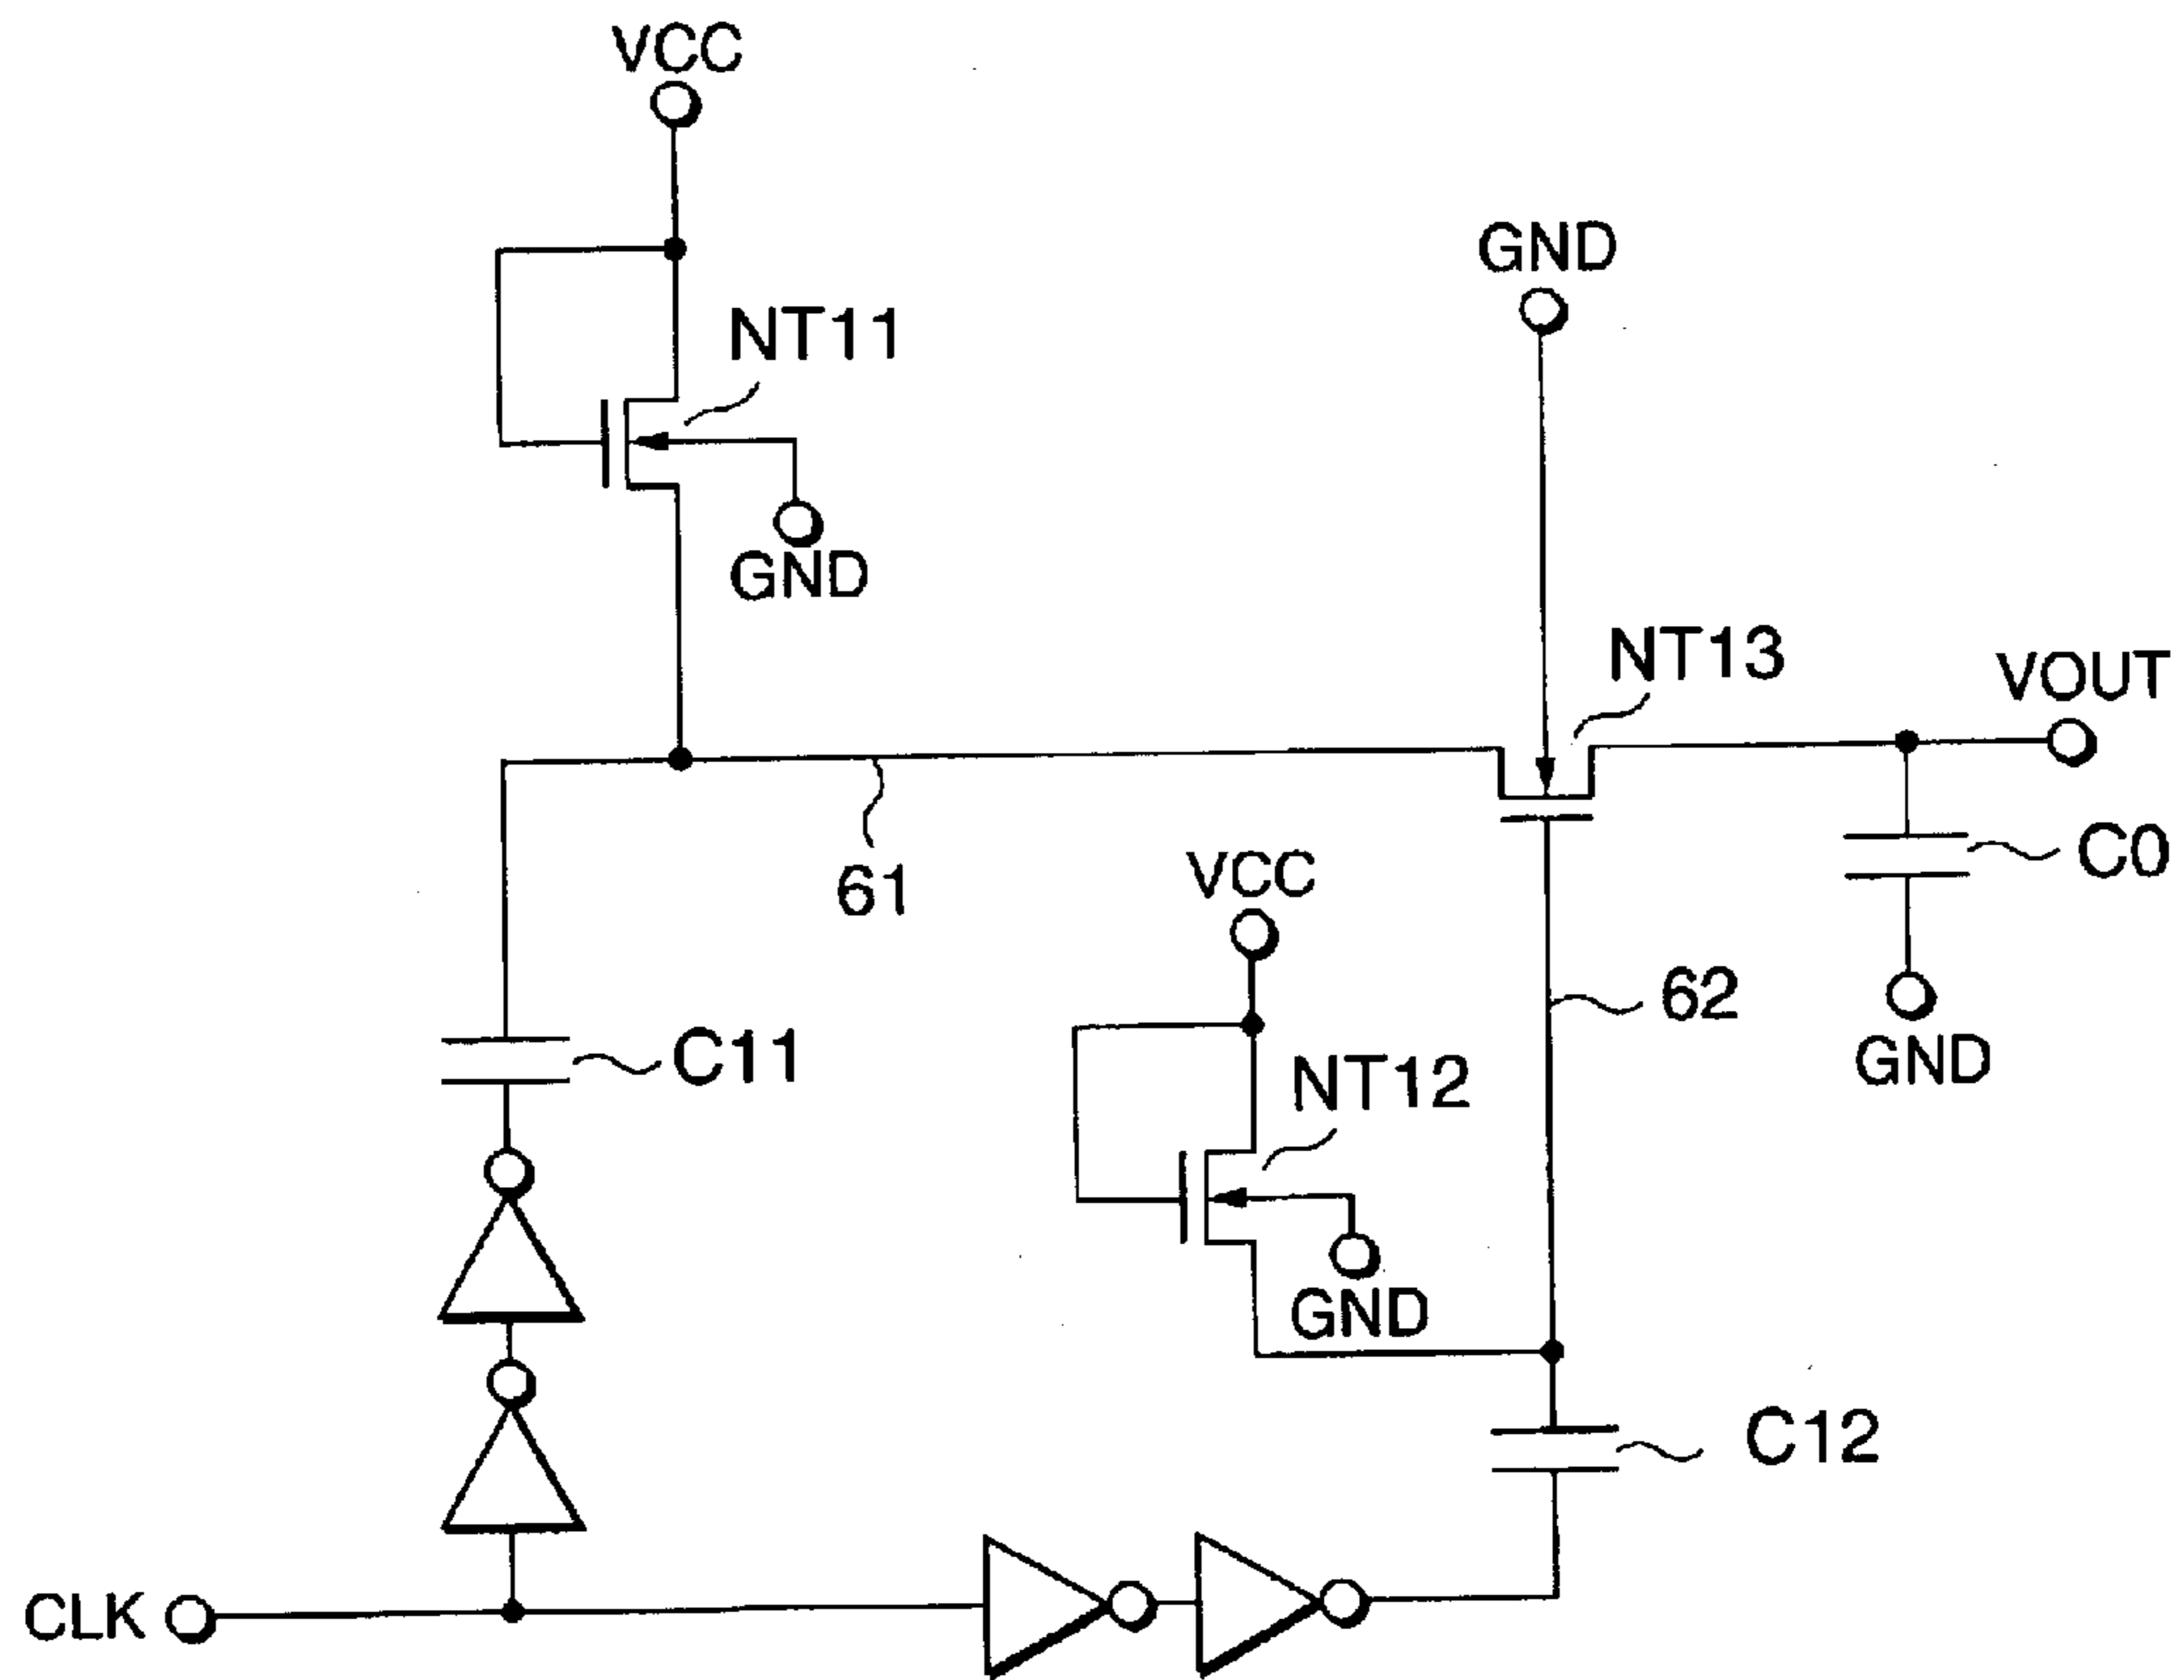 VCC
GND
NT11
GND
NT13
VOUT
C0
61
VCC
62
GND
C11
NT12
GND
C12
CLK